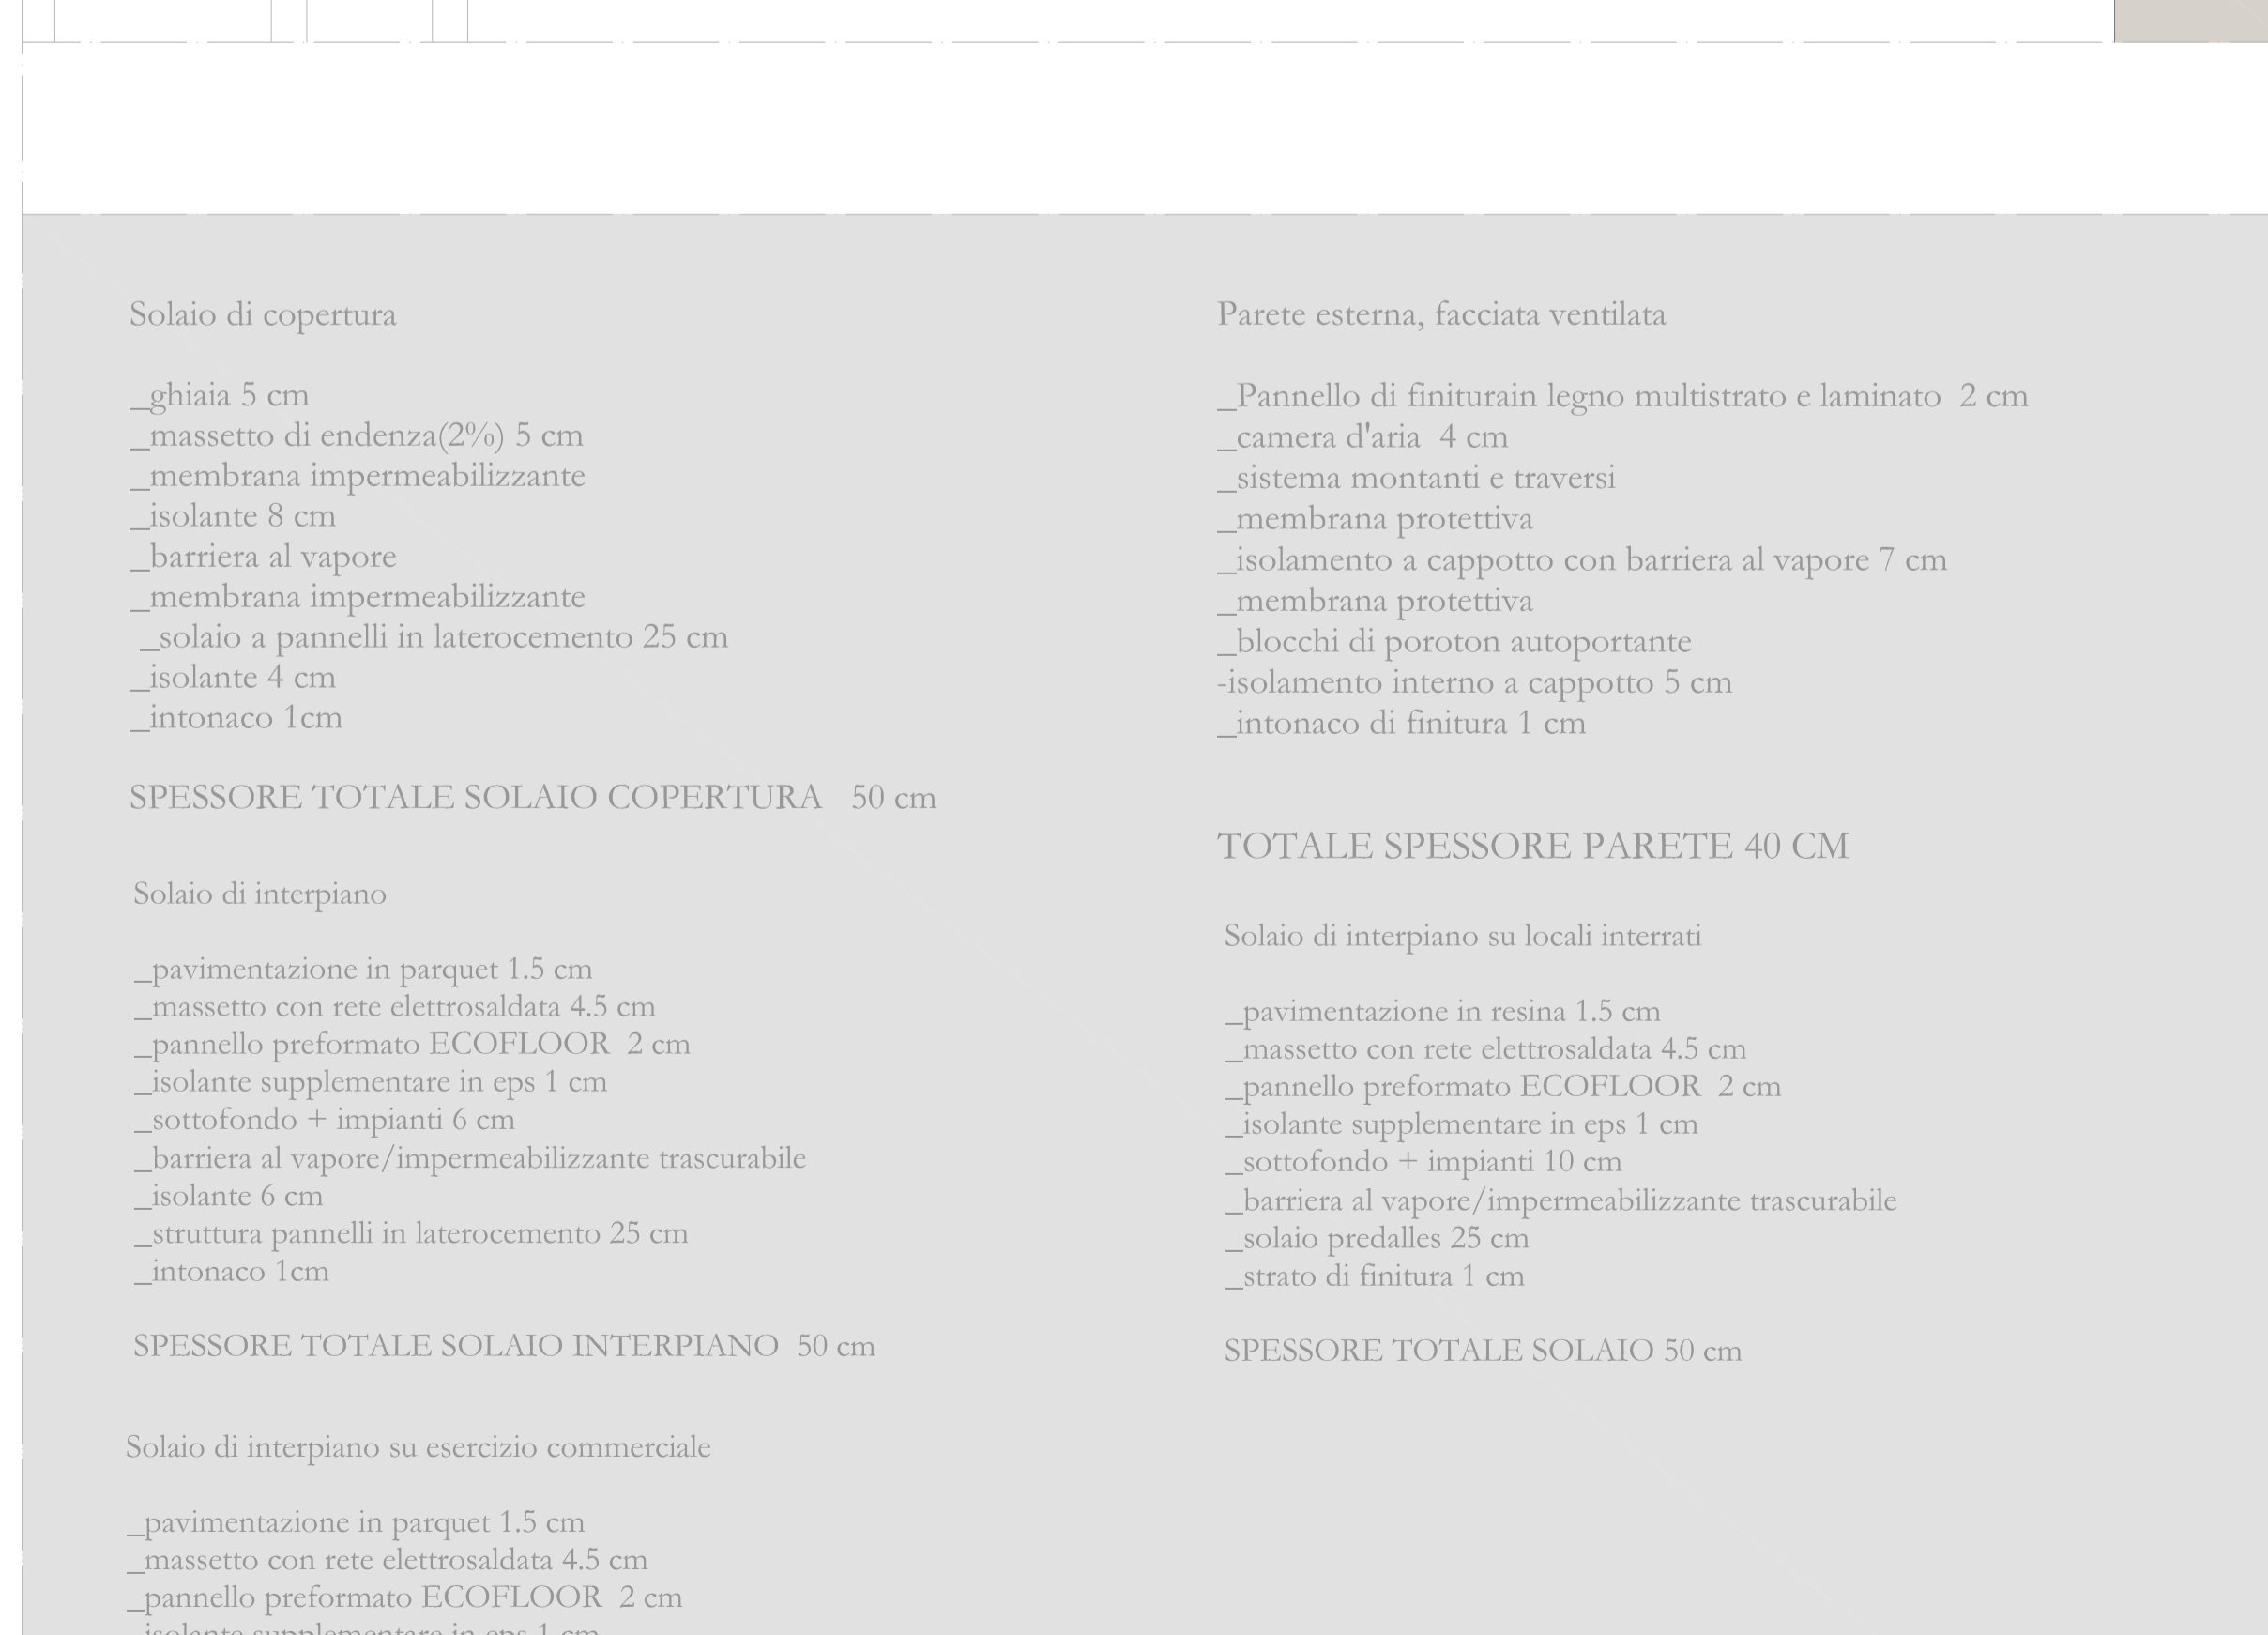 Solaio di copertura
_ghiaia 5 cm
_massetto di endenza(2%) 5 cm
_membrana impermeabilizzante
_isolante 8 cm
_barriera al vapore
_membrana impermeabilizzante
_solaio a pannelli in laterocemento 25 cm
_isolante 4 cm
_intonaco 1cm
SPESSORE TOTALE SOLAIO COPERTURA 50 cm
Solaio di interpiano
_pavimentazione in parquet 1.5 cm
_massetto con rete elettrosaldata 4.5 cm
_pannello preformato ECOFLOOR 2 cm
_isolante supplementare in eps 1 cm
_sottofondo + impianti 6 cm
_barriera al vapore/impermeabilizzante trascurabile
_isolante 6 cm
_struttura pannelli in laterocemento 25 cm
_intonaco 1cm
SPESSORE TOTALE SOLAIO INTERPIANO 50 cm
Solaio di interpiano su esercizio commerciale
_pavimentazione in parquet 1.5 cm
_massetto con rete elettrosaldata 4.5 cm
_pannello preformato ECOFLOOR 2 cm
_isolante supplementare in eps 1 cm
Parete esterna, facciata ventilata
_Pannello di finiturain legno multistrato e laminato 2 cm
_camera d'aria 4 cm
_sistema montanti e traversi
_membrana protettiva
_isolamento a cappotto con barriera al vapore 7 cm
_membrana protettiva
_blocchi di poroton autoportante
-isolamento interno a cappotto 5 cm
_intonaco di finitura 1 cm
TOTALE SPESSORE PARETE 40 CM
Solaio di interpiano su locali interrati
_pavimentazione in resina 1.5 cm
_massetto con rete elettrosaldata 4.5 cm
_pannello preformato ECOFLOOR 2 cm
_isolante supplementare in eps 1 cm
_sottofondo + impianti 10 cm
_barriera al vapore/impermeabilizzante trascurabile
_solaio predalles 25 cm
_strato di finitura 1 cm
SPESSORE TOTALE SOLAIO 50 cm